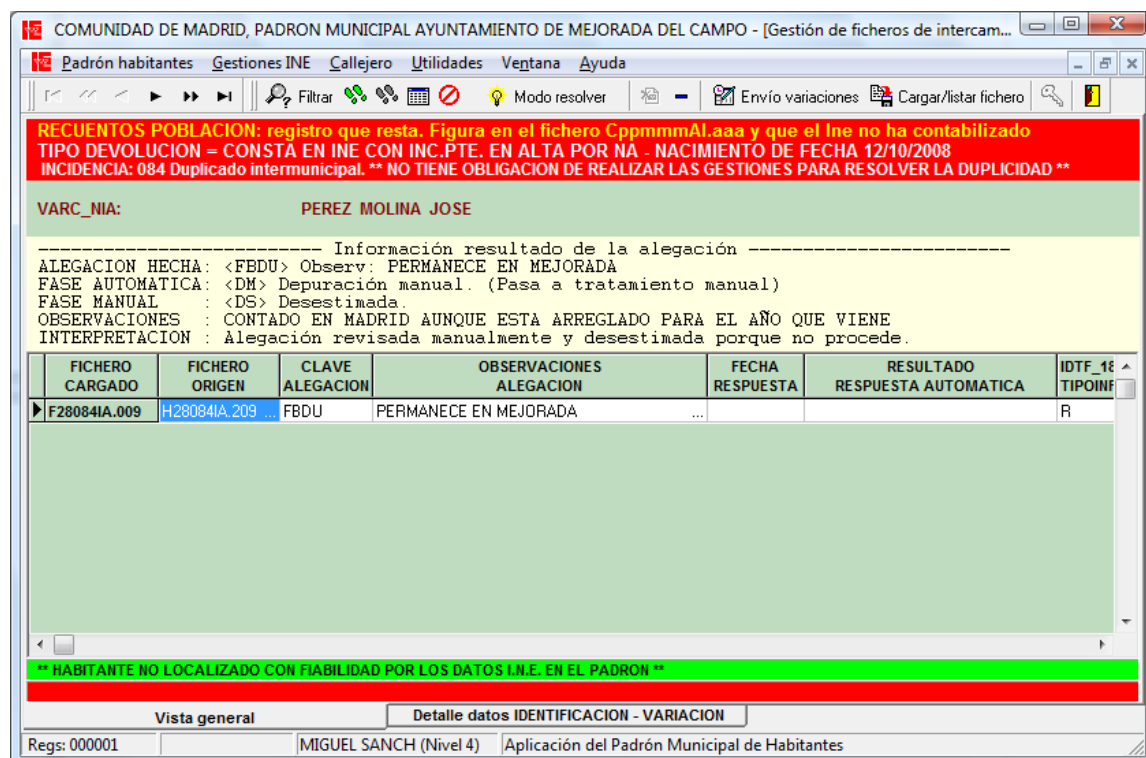 COMUNIDAD DE MADRID, PADRON MUNICIPAL AYUNTAMIENTO DE MEJORADA DEL CAMPO - [Gestión de ficheros de intercam...
Padrón habitantes Gestiones INE Callejero Utilidades Ventana Ayuda
Filtrar Modo resolver Envío variaciones Cargar/listar fichero
RECUENTOS POBLACION: registro que resta. Figura en el fichero CppmmmAI.aaa y que el Ine no ha contabilizado
TIPO DEVOLUCION = CONSTA EN INE CON INC.PTE. EN ALTA POR NA - NACIMIENTO DE FECHA 12/10/2008
INCIDENCIA: 084 Duplicado intermunicipal. ** NO TIENE OBLIGACION DE REALIZAR LAS GESTIONES PARA RESOLVER LA DUPLICIDAD **
VARC_NIA: PEREZ MOLINA JOSE
-------------------------- Información resultado de la alegación ------------------------
ALEGACION HECHA: <FBDU> Observ: PERMANECE EN MEJORADA
FASE AUTOMATICA: <DM> Depuración manual. (Pasa a tratamiento manual)
FASE MANUAL : <DS> Desestimada.
OBSERVACIONES : CONTADO EN MADRID AUNQUE ESTA ARREGLADO PARA EL AÑO QUE VIENE
INTERPRETACION : Alegación revisada manualmente y desestimada porque no procede.
FICHERO CARGADO FICHERO ORIGEN CLAVE ALEGACION OBSERVACIONES ALEGACION FECHA RESPUESTA RESULTADO RESPUESTA AUTOMATICA IDTF_18 TIPOINF
F28084IA.009 H28084IA.209 ... FBDU PERMANECE EN MEJORADA ... R
** HABITANTE NO LOCALIZADO CON FIABILIDAD POR LOS DATOS I.N.E. EN EL PADRON **
Vista general Detalle datos IDENTIFICACION - VARIACION
Regs: 000001 MIGUEL SANCH (Nivel 4) Aplicación del Padrón Municipal de Habitantes